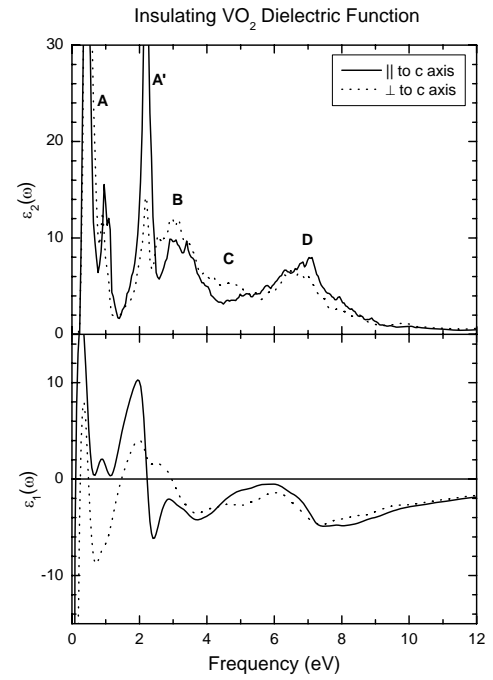 Insulating VO₂ Dielectric Function
30
|| to c axis
⊥ to c axis
A'
A
ε₂(ω)
20
B
10
C
D
0
10
ε₁(ω)
0
-10
0 2 4 6 8 10 12
Frequency (eV)